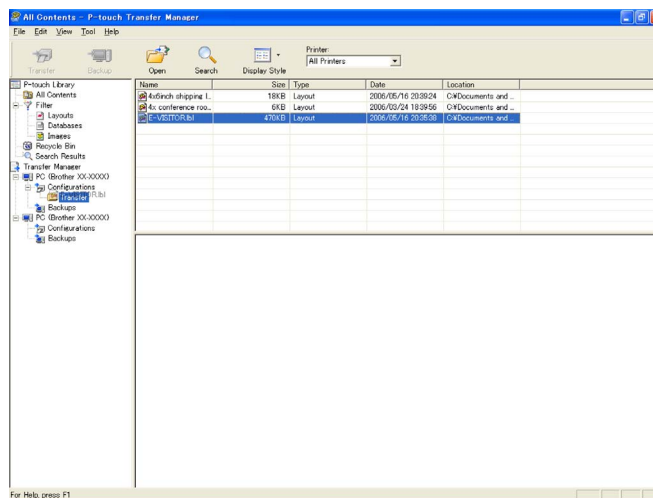 All Contents - P-touch Transfer Manager
File Edit View Tool Help
Transfer Backup Open Search Display Style Printer:
All Printers
P-touch Library
All Contents
Filter
Layouts
Databases
Images
Recycle Bin
Search Results
Transfer Manager
PC (Brother XX-XXXX)
Configurations
Transfer
Backups
PC (Brother XX-XXXX)
Configurations
Backups
Name Size Type Date Location
4x6inch shipping l... 18KB Layout 2006/05/16 20:39:24 C:¥Documents and ...
4x conference roo... 6KB Layout 2006/03/24 18:39:56 C:¥Documents and ...
E-VISITOR.lbl 470KB Layout 2006/05/16 20:35:38 C:¥Documents and ...
For Help, press F1